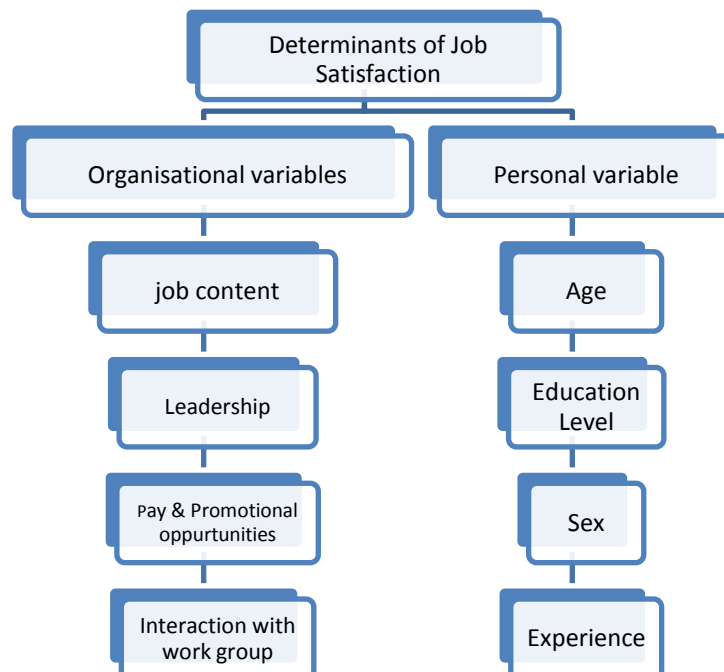 Determinants of Job
Satisfaction
Organisational variables
Personal variable
job content
Age
Leadership
Education
Level
Pay & Promotional
oppurtunities
Sex
Interaction with
work group
Experience